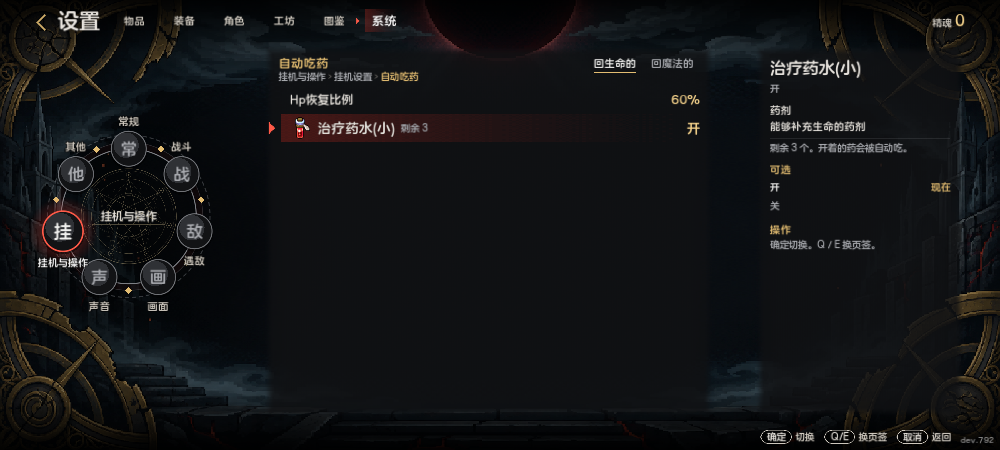 设置 物品 装备 角色 工坊 图鉴 系统 精魂 0
自动吃药 回生命的 回魔法的
挂机与操作 › 挂机设置 › 自动吃药
Hp恢复比例 60%
治疗药水(小) 剩余 3 开
常规
其他
战斗
常
他
战
挂机与操作
挂
敌
挂机与操作
遇敌
声
画
声音
画面
治疗药水(小)
开
药剂
能够补充生命的药剂
剩余 3 个。开着的药会被自动吃。
可选
开 现在
关
操作
确定切换。Q / E 换页签。
确定 切换 Q/E 换页签 取消 返回 dev.792